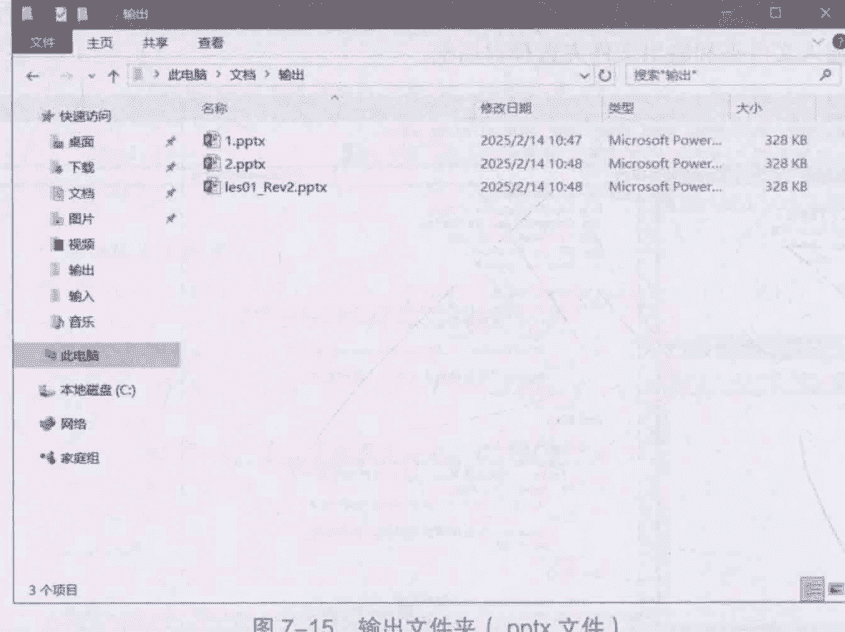 输出
文件 主页 共享 查看
此电脑 > 文档 > 输出 搜索"输出"
名称 修改日期 类型 大小
快速访问
桌面
下载
文档
图片
视频
输出
输入
音乐
此电脑
本地磁盘 (C:)
网络
家庭组
1.pptx 2025/2/14 10:47 Microsoft Power... 328 KB
2.pptx 2025/2/14 10:48 Microsoft Power... 328 KB
les01_Rev2.pptx 2025/2/14 10:48 Microsoft Power... 328 KB
3 个项目
图 7-15 输出文件夹 ( .pptx 文件 )